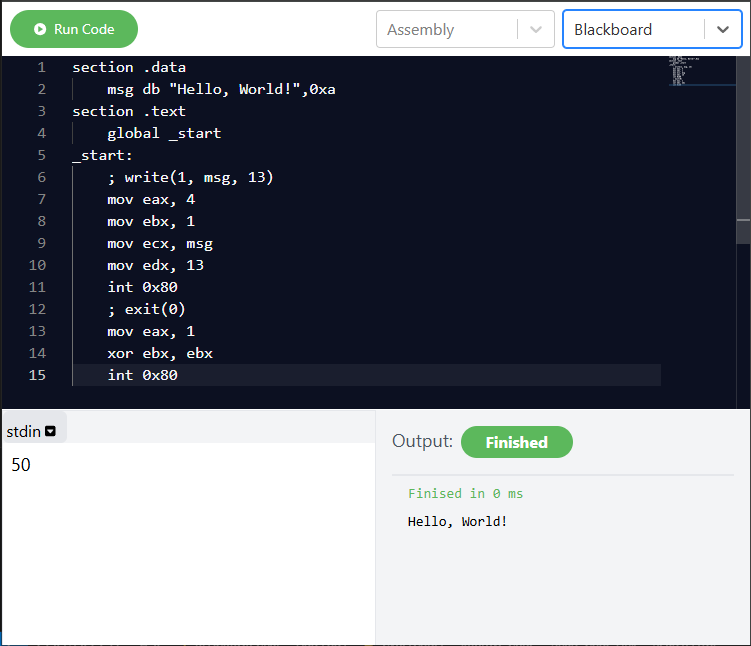 Run Code
Assembly
Blackboard
1 section .data
2     msg db "Hello, World!",0xa
3 section .text
4     global _start
5 _start:
6     ; write(1, msg, 13)
7     mov eax, 4
8     mov ebx, 1
9     mov ecx, msg
10     mov edx, 13
11     int 0x80
12     ; exit(0)
13     mov eax, 1
14     xor ebx, ebx
15     int 0x80
stdin
50
Output: Finished
Finised in 0 ms
Hello, World!